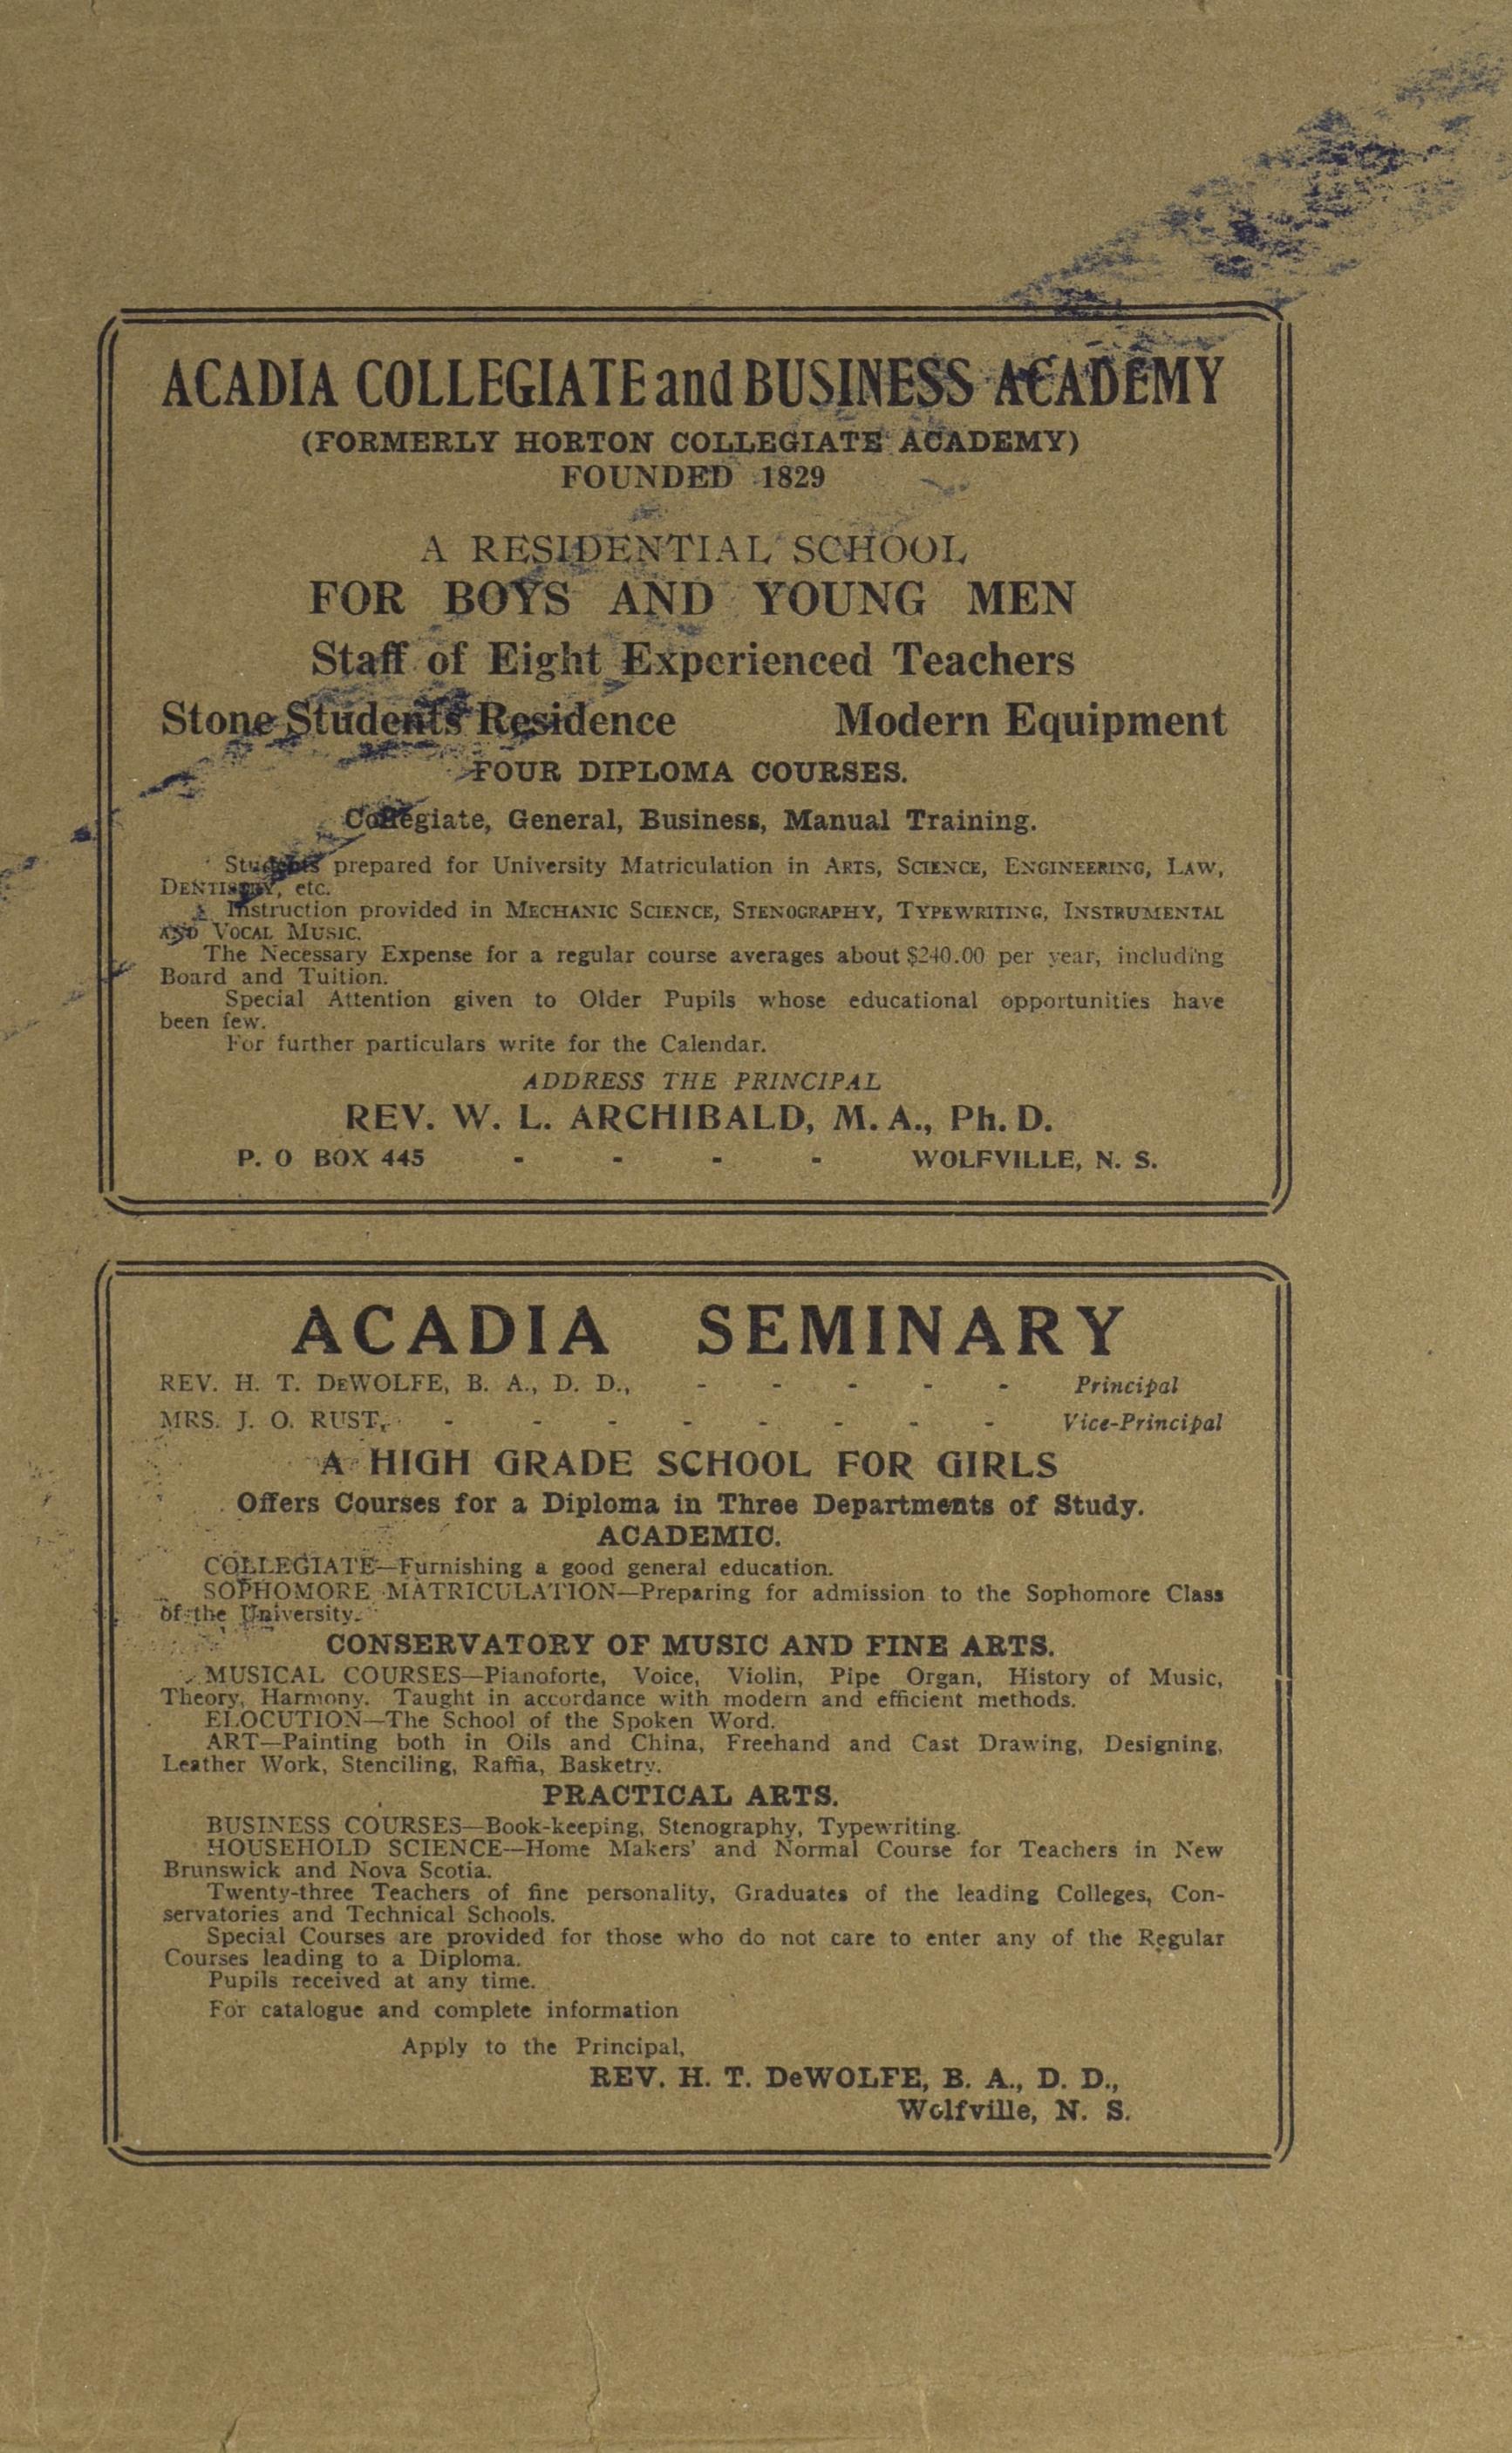 ACADIA COLLEGIATE and BUSINESS ACADEMY
(FORMERLY HORTON COLLEGIATE ACADEMY)
FOUNDED 1829
A RESIDENTIAL SCHOOL
FOR BOYS AND YOUNG MEN
Staff of Eight Experienced Teachers
Stone Students Residence Modern Equipment
FOUR DIPLOMA COURSES.
Collegiate, General, Business, Manual Training.
Students prepared for University Matriculation in ARTS, SCIENCE, ENGINEERING, LAW,
DENTISTRY, etc.
Instruction provided in MECHANIC SCIENCE, STENOGRAPHY, TYPEWRITING, INSTRUMENTAL
AND VOCAL MUSIC.
The Necessary Expense for a regular course averages about $240.00 per year, including
Board and Tuition.
Special Attention given to Older Pupils whose educational opportunities have
been few.
For further particulars write for the Calendar.
ADDRESS THE PRINCIPAL
REV. W. L. ARCHIBALD, M. A., Ph. D.
P. O BOX 445 - - - - WOLFVILLE, N. S.
ACADIA SEMINARY
REV. H. T. DEWOLFE, B. A., D. D., - - - - - Principal
MRS. J. O. RUST, - - - - - - - - Vice-Principal
A HIGH GRADE SCHOOL FOR GIRLS
Offers Courses for a Diploma in Three Departments of Study.
ACADEMIC.
COLLEGIATE—Furnishing a good general education.
SOPHOMORE MATRICULATION—Preparing for admission to the Sophomore Class
of the University.
CONSERVATORY OF MUSIC AND FINE ARTS.
MUSICAL COURSES—Pianoforte, Voice, Violin, Pipe Organ, History of Music,
Theory, Harmony. Taught in accordance with modern and efficient methods.
ELOCUTION—The School of the Spoken Word.
ART—Painting both in Oils and China, Freehand and Cast Drawing, Designing,
Leather Work, Stenciling, Raffia, Basketry.
PRACTICAL ARTS.
BUSINESS COURSES—Book-keeping, Stenography, Typewriting.
HOUSEHOLD SCIENCE—Home Makers' and Normal Course for Teachers in New
Brunswick and Nova Scotia.
Twenty-three Teachers of fine personality, Graduates of the leading Colleges, Con-
servatories and Technical Schools.
Special Courses are provided for those who do not care to enter any of the Regular
Courses leading to a Diploma.
Pupils received at any time.
For catalogue and complete information
Apply to the Principal,
REV. H. T. DeWOLFE, B. A., D. D.,
Wolfville, N. S.